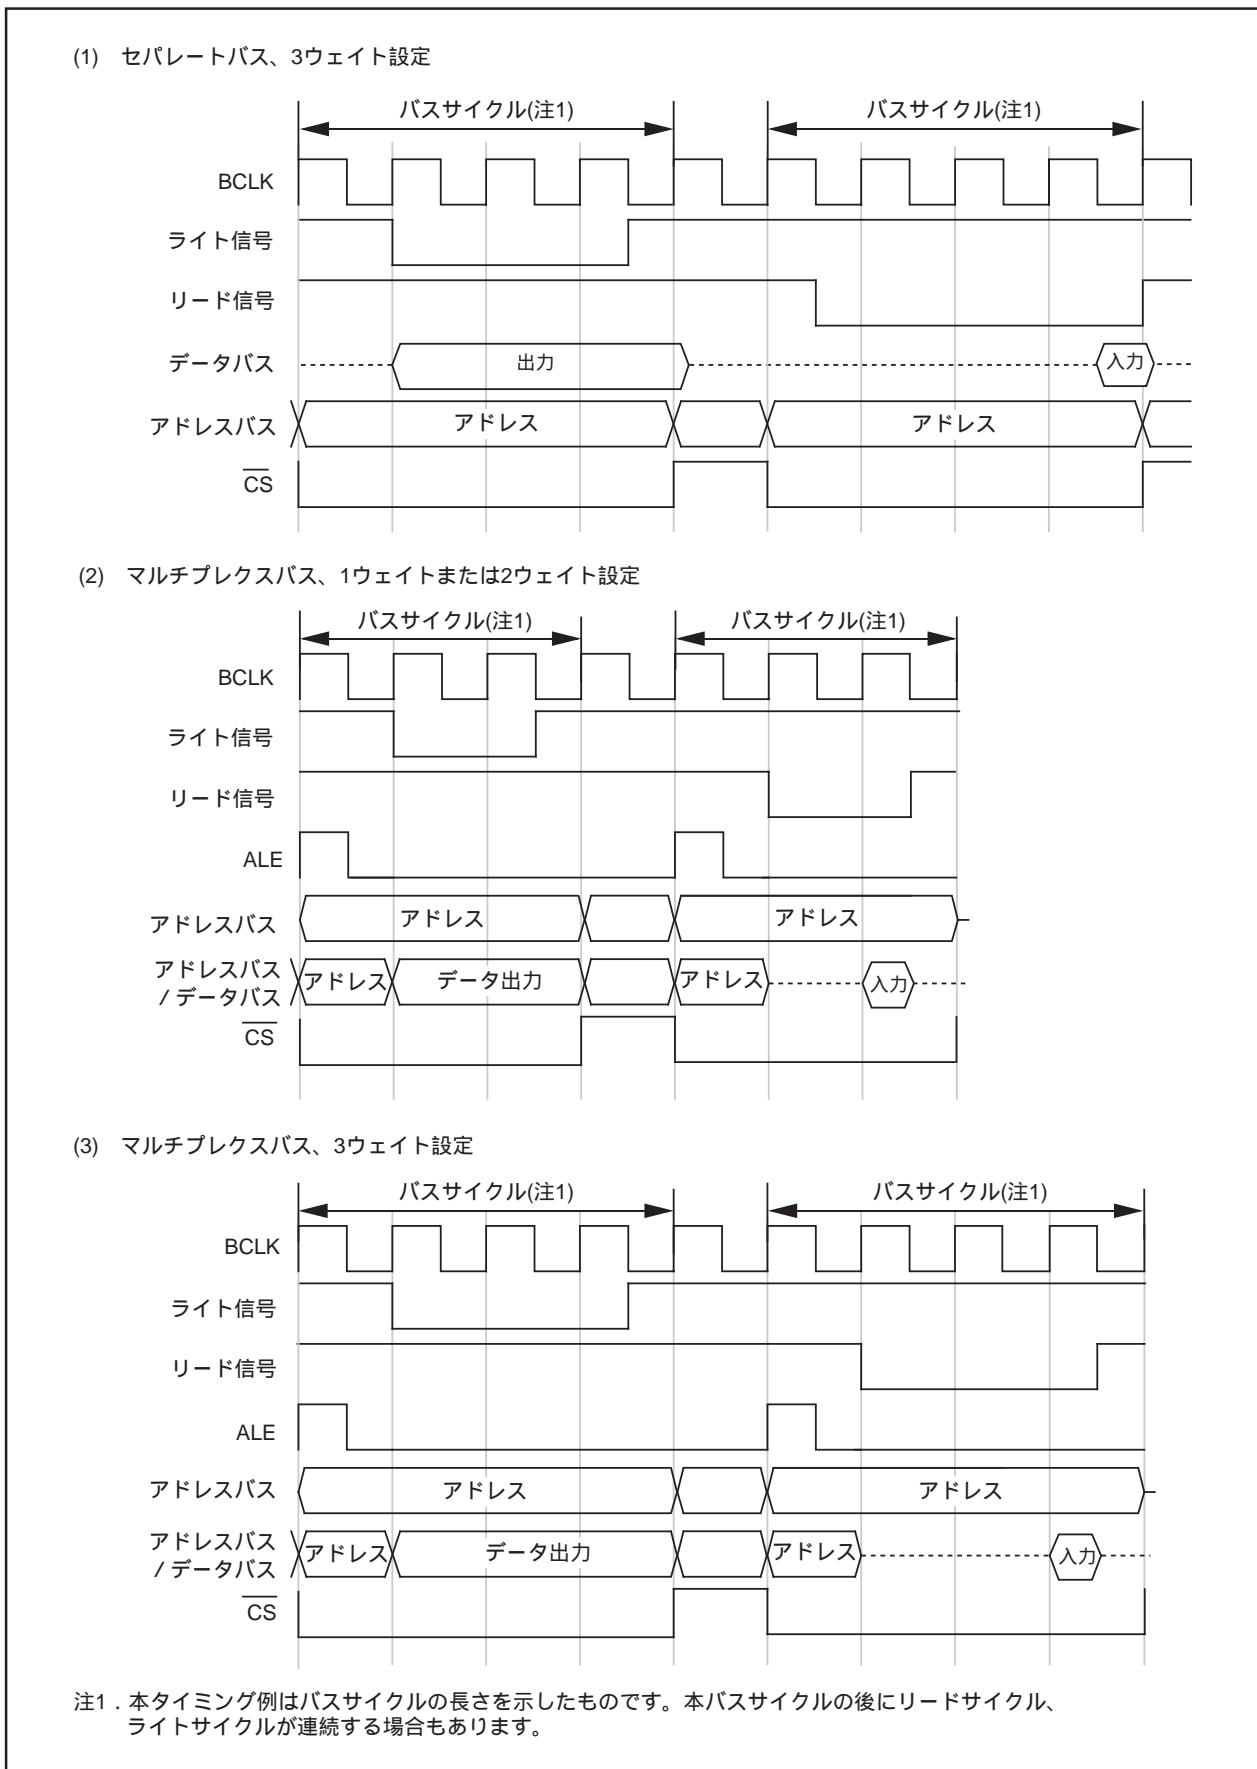 (1) セパレートバス、3ウェイト設定
バスサイクル(注1) バスサイクル(注1)
BCLK
ライト信号
リード信号
データバス 出力 入力
アドレスバス アドレス アドレス
CS
(2) マルチプレクスバス、1ウェイトまたは2ウェイト設定
バスサイクル(注1) バスサイクル(注1)
BCLK
ライト信号
リード信号
ALE
アドレスバス アドレス アドレス
アドレスバス
/ データバス アドレス データ出力 アドレス 入力
CS
(3) マルチプレクスバス、3ウェイト設定
バスサイクル(注1) バスサイクル(注1)
BCLK
ライト信号
リード信号
ALE
アドレスバス アドレス アドレス
アドレスバス
/ データバス アドレス データ出力 アドレス 入力
CS
注1．本タイミング例はバスサイクルの長さを示したものです。本バスサイクルの後にリードサイクル、
ライトサイクルが連続する場合もあります。